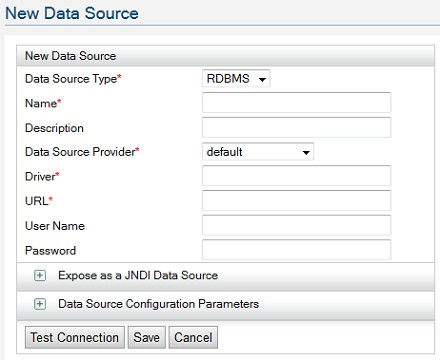 New Data Source
New Data Source
Data Source Type* RDBMS
Name*
Description
Data Source Provider* default
Driver*
URL*
User Name
Password
Expose as a JNDI Data Source
Data Source Configuration Parameters
Test Connection Save Cancel